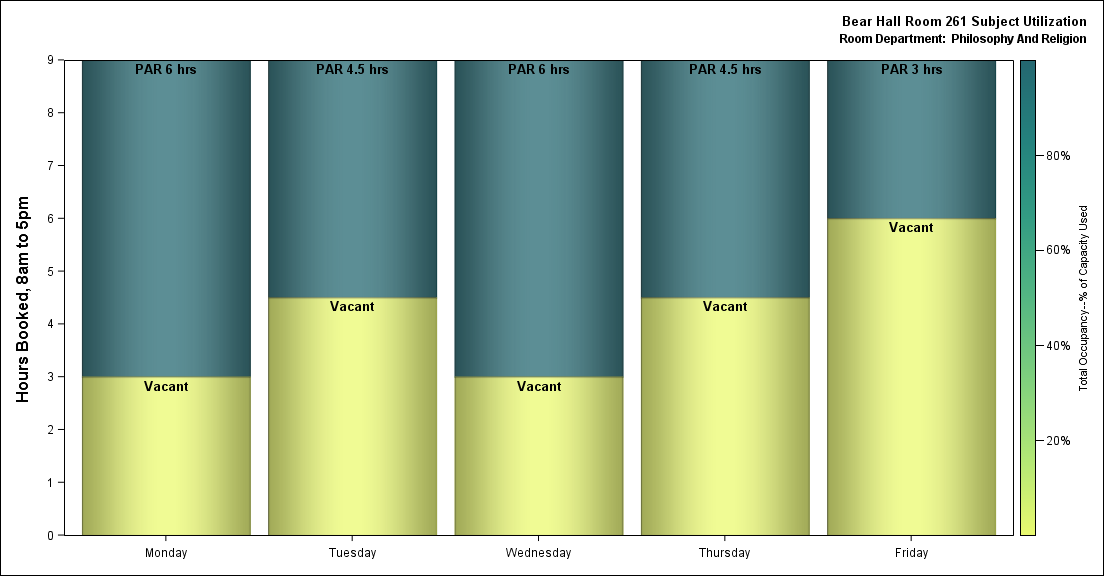 Bear Hall Room 261 Subject Utilization
Room Department:  Philosophy And Religion
Hours Booked, 8am to 5pm
9
8
7
6
5
4
3
2
1
0
PAR 6 hrs
PAR 4.5 hrs
PAR 6 hrs
PAR 4.5 hrs
PAR 3 hrs
Vacant
Vacant
Vacant
Vacant
Vacant
Monday
Tuesday
Wednesday
Thursday
Friday
80%
60%
40%
20%
Total Occupancy--% of Capacity Used